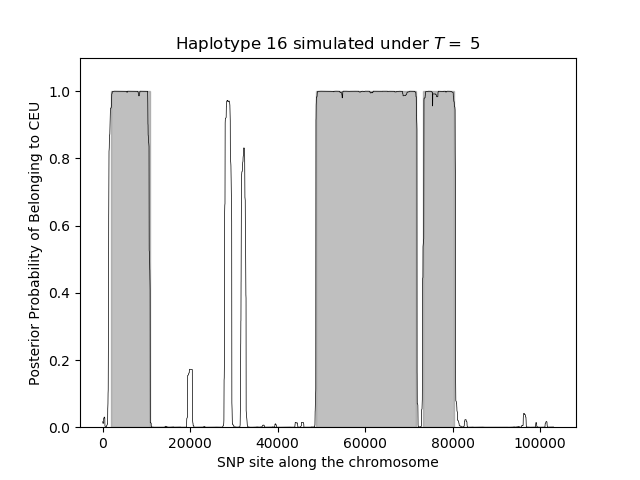 Haplotype 16 simulated under T = 5
Posterior Probability of Belonging to CEU
1.0
0.8
0.6
0.4
0.2
0.0
0 20000 40000 60000 80000 100000
SNP site along the chromosome